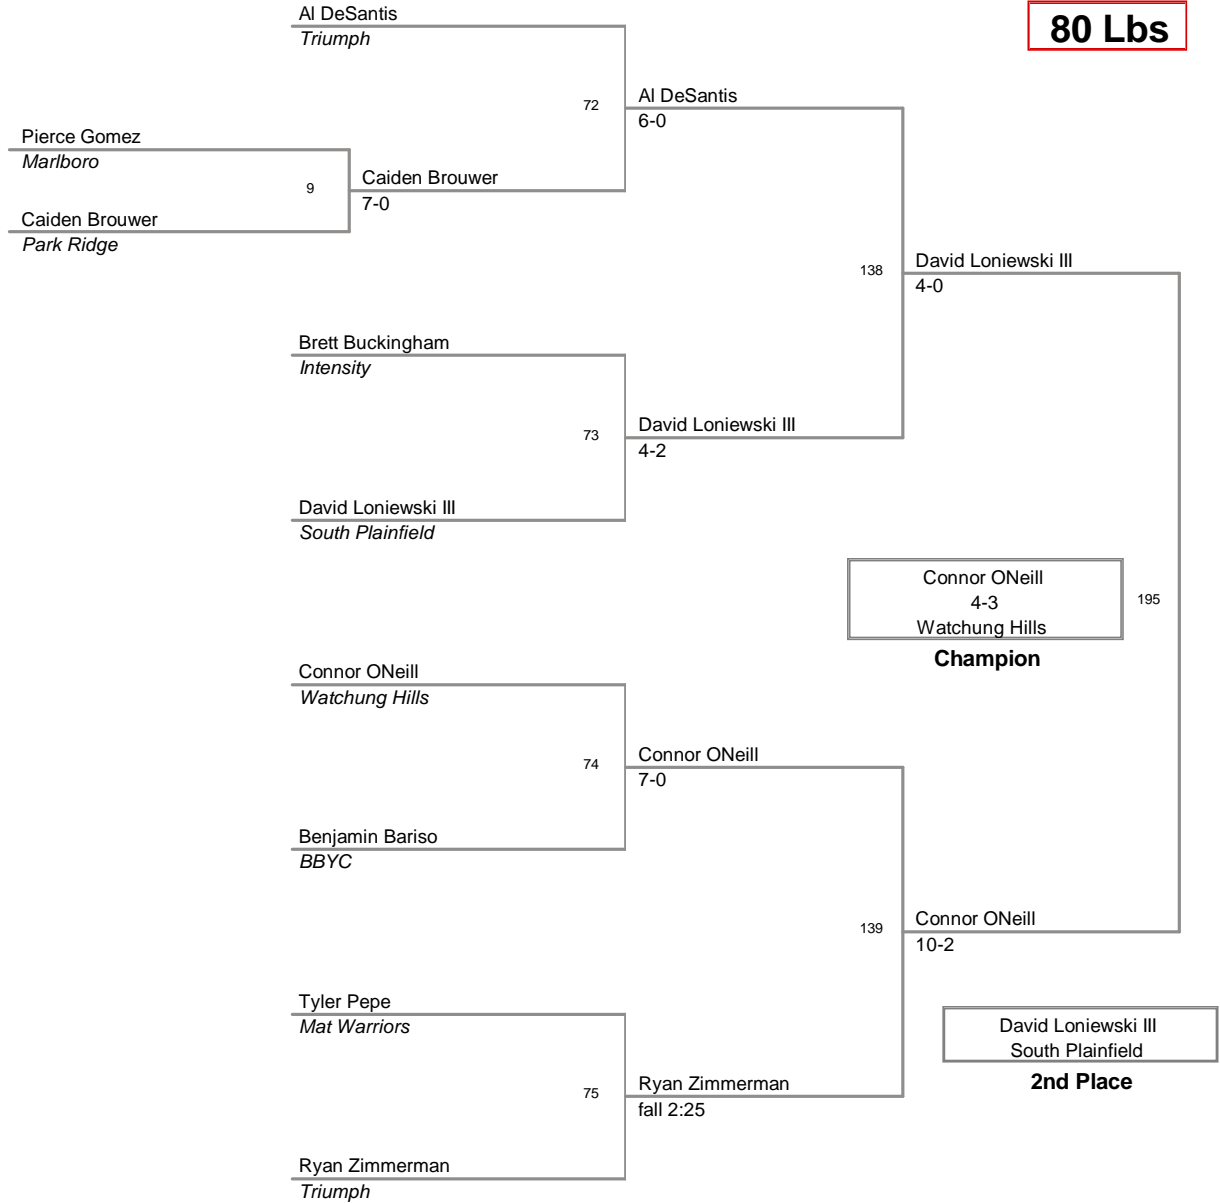 80 Lbs
Al DeSantis
Triumph
72
Al DeSantis
6-0
Pierce Gomez
Marlboro
9
Caiden Brouwer
7-0
Caiden Brouwer
Park Ridge
138
David Loniewski III
4-0
Brett Buckingham
Intensity
73
David Loniewski III
4-2
David Loniewski III
South Plainfield
Connor ONeill
4-3
Watchung Hills
Champion
195
Connor ONeill
Watchung Hills
74
Connor ONeill
7-0
Benjamin Bariso
BBYC
139
Connor ONeill
10-2
Tyler Pepe
Mat Warriors
David Loniewski III
South Plainfield
2nd Place
75
Ryan Zimmerman
fall 2:25
Ryan Zimmerman
Triumph